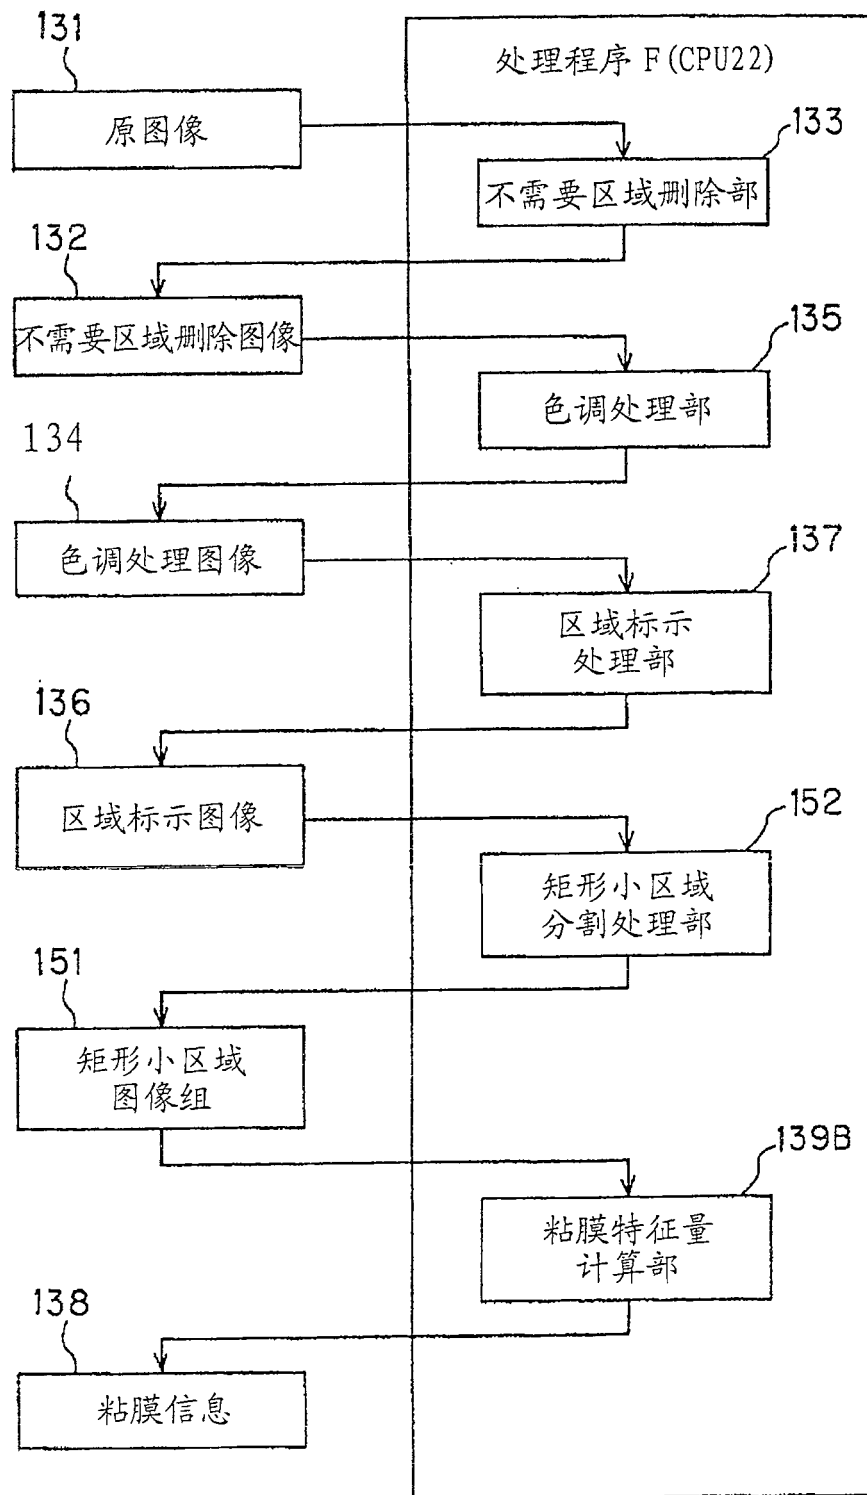 131
处理程序 F(CPU22)
原图像
133
不需要区域删除部
132
不需要区域删除图像
135
色调处理部
134
色调处理图像
137
区域标示
处理部
136
区域标示图像
152
矩形小区域
分割处理部
151
矩形小区域
图像组
139B
粘膜特征量
计算部
138
粘膜信息